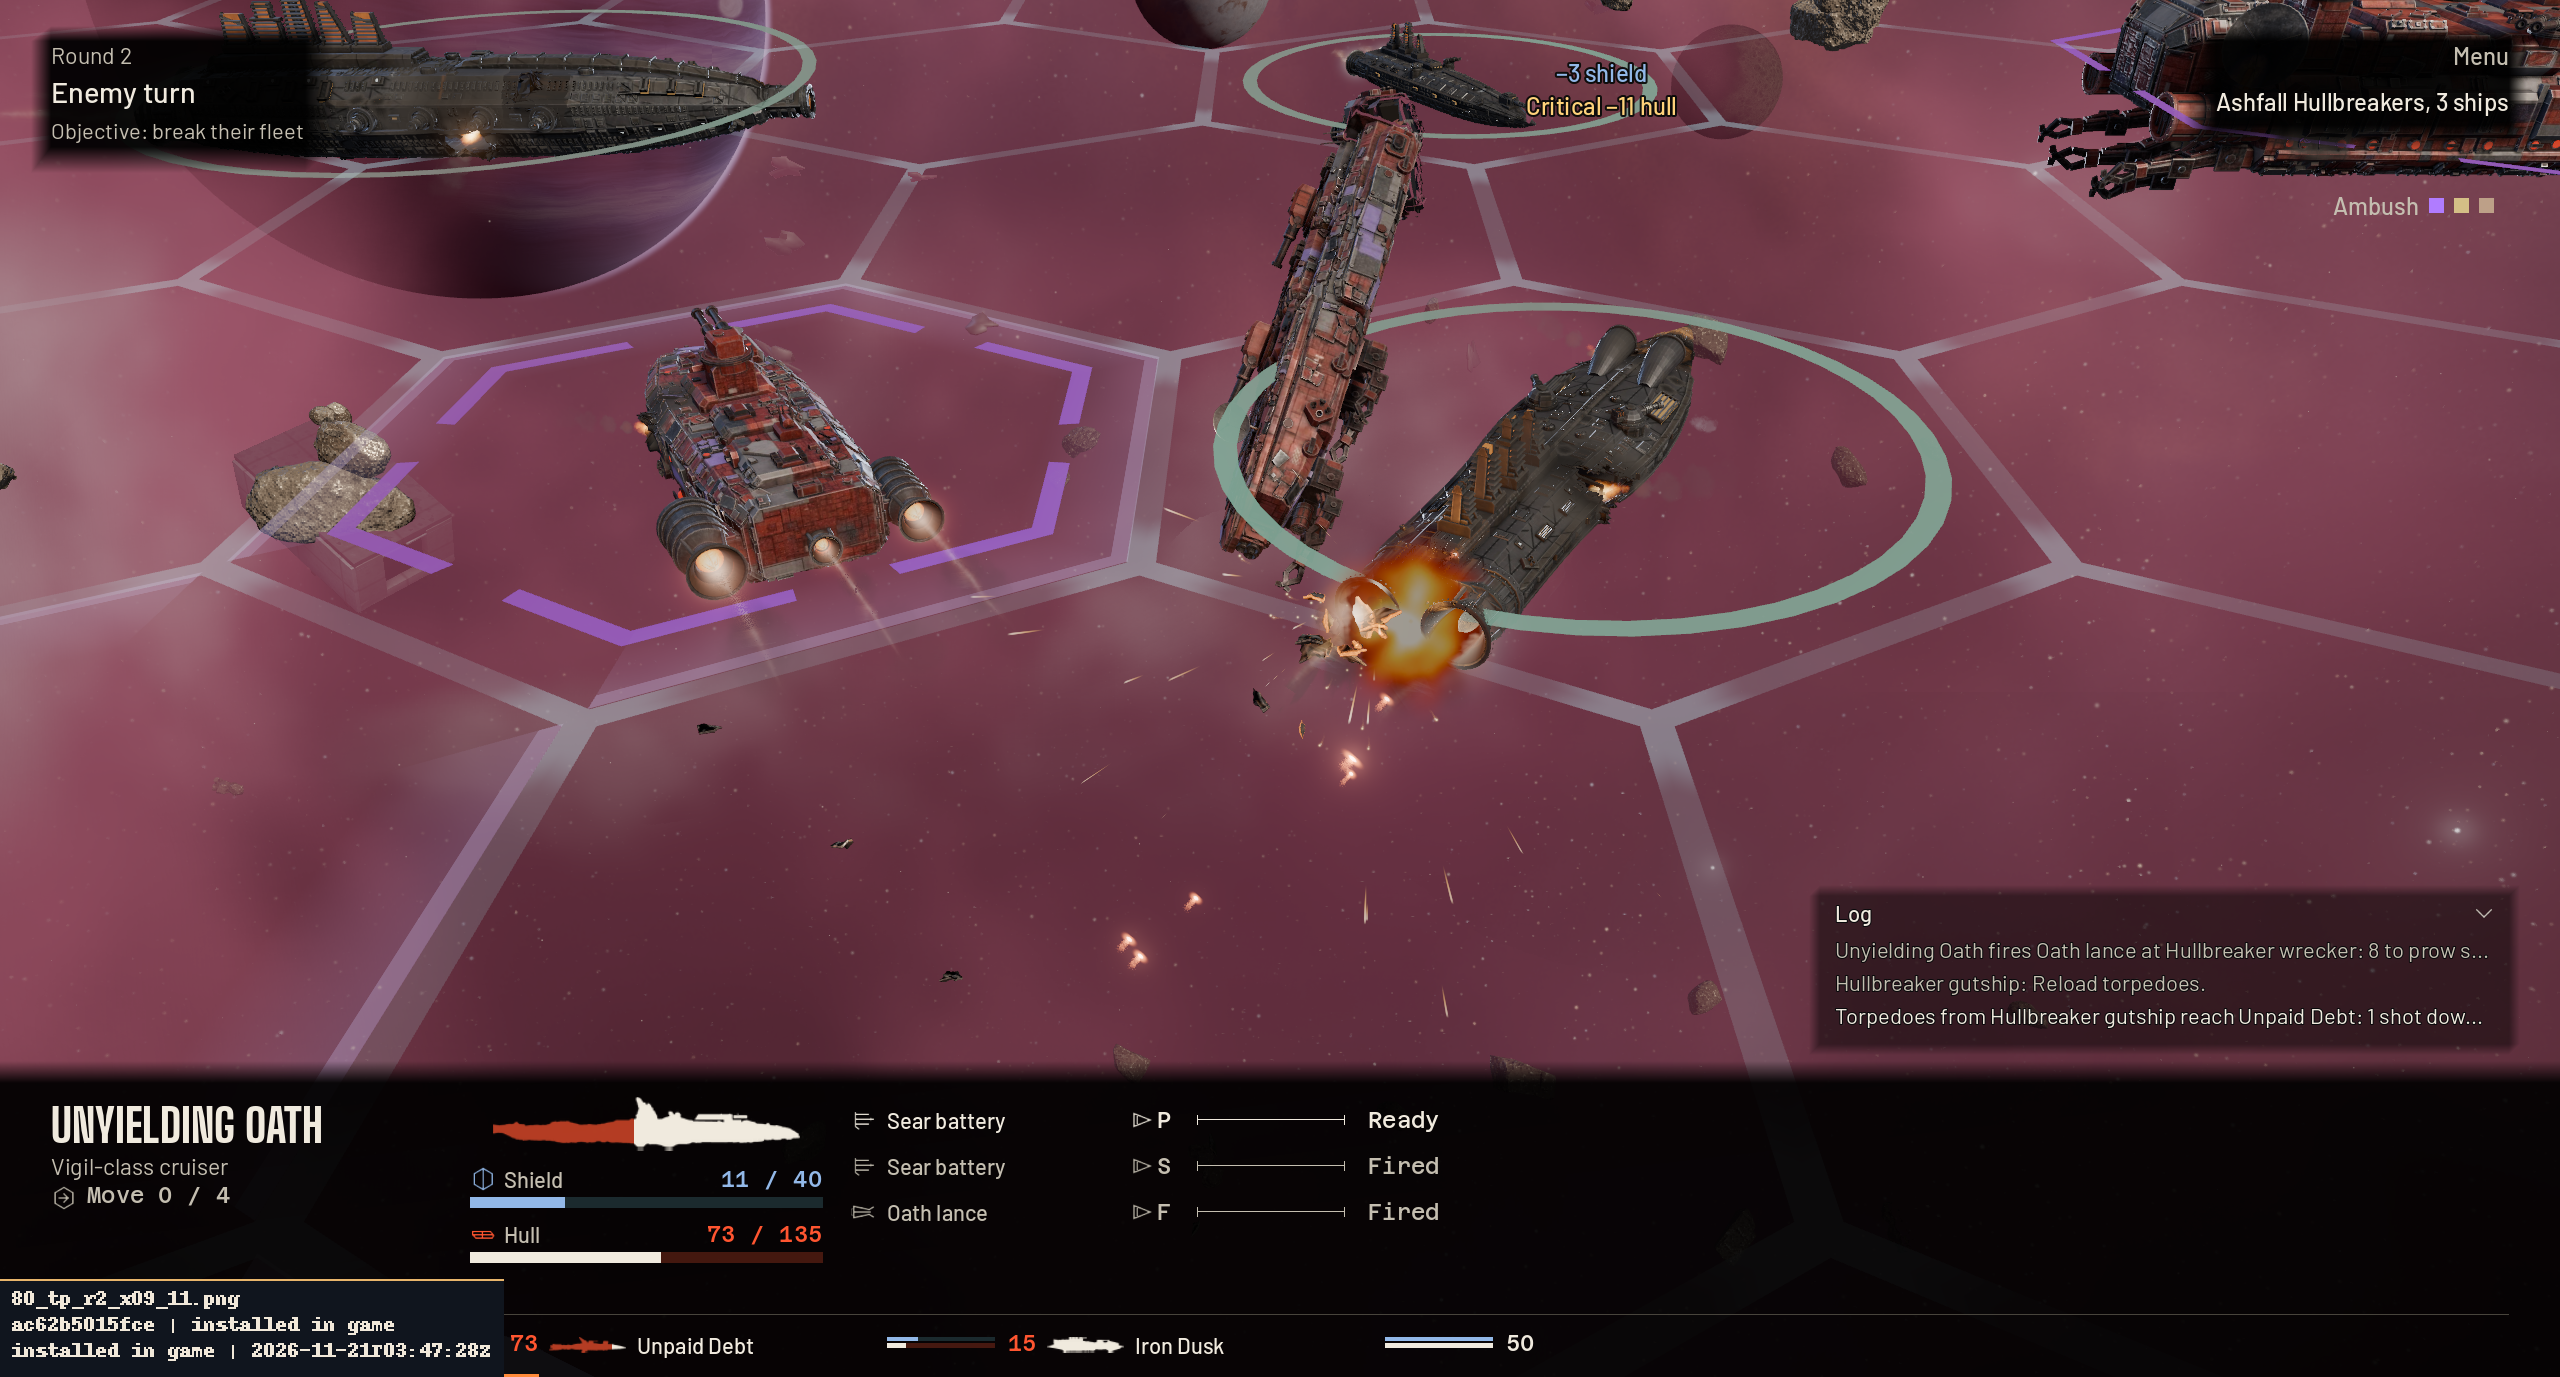 Round 2
Enemy turn
Objective: break their fleet
-3 shield
Critical -11 hull
Menu
Ashfall Hullbreakers, 3 ships
Ambush
Log
Unyielding Oath fires Oath lance at Hullbreaker wrecker: 8 to prow s...
Hullbreaker gutship: Reload torpedoes.
Torpedoes from Hullbreaker gutship reach Unpaid Debt: 1 shot dow...
UNYIELDING OATH
Vigil-class cruiser
Move 0 / 4
Shield 11 / 40
Hull 73 / 135
Sear battery P Ready
Sear battery S Fired
Oath lance F Fired
80_tp_r2_x09_11.png
ac62b5015fce | installed in game
installed in game | 2026-11-21T03:47:28Z
73 Unpaid Debt 15 Iron Dusk 50